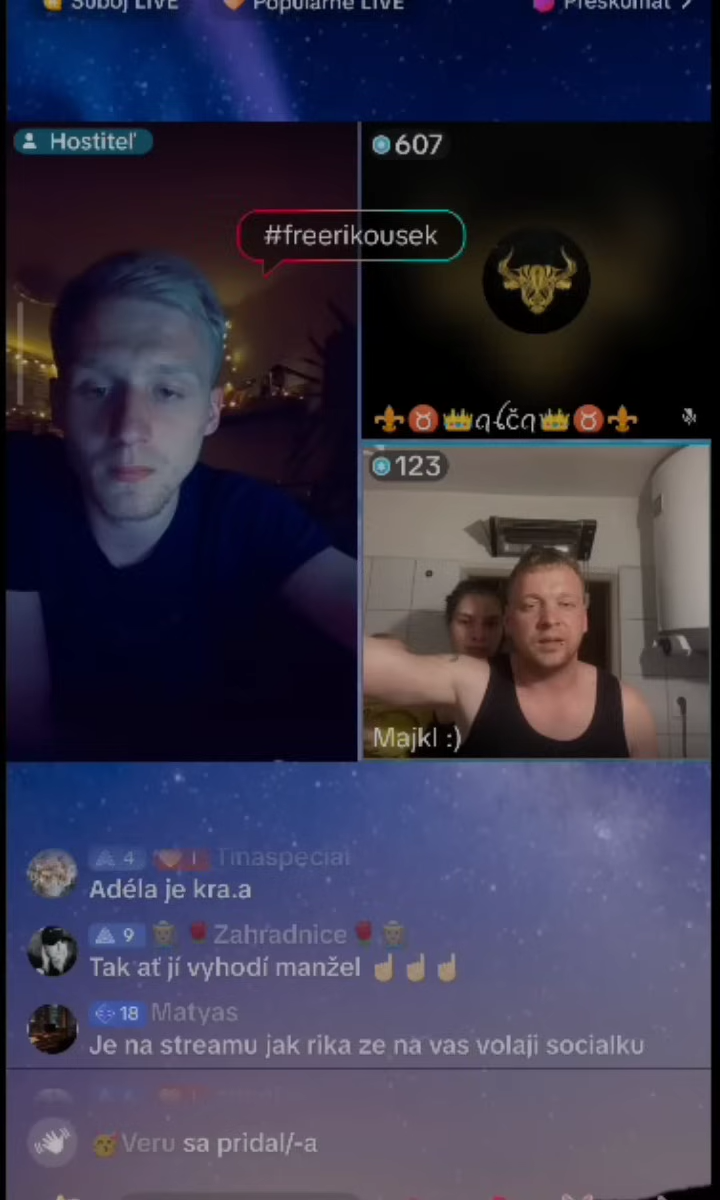 Súboj LIVE
Populárne LIVE
Preskúmať
Hostiteľ
607
#freerikousek
123
Majkl :)
4 1 Tinaspecial
Adéla je kra.a
9 Zahradnice
Tak ať jí vyhodí manžel ☝️☝️☝️
18 Matyas
Je na streamu jak rika ze na vas volaji socialku
Veru sa pridal/-a